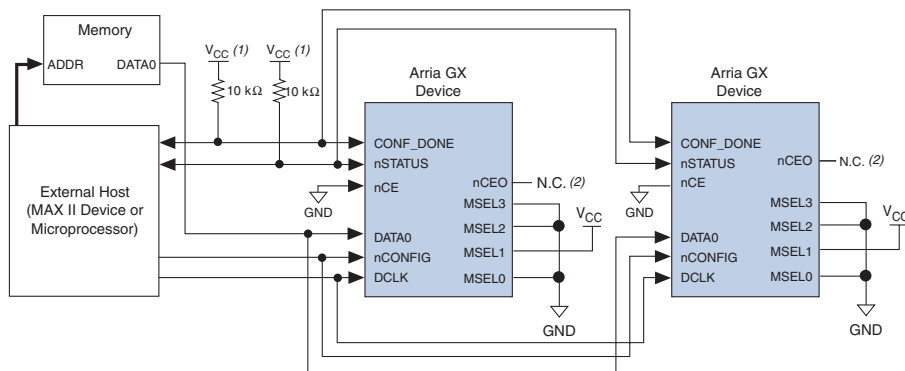 Memory
ADDR
DATA0
VCC (1)
VCC (1)
10 kΩ
10 kΩ
External Host
(MAX II Device or
Microprocessor)
Arria GX
Device
CONF_DONE
nSTATUS
nCE
GND
DATA0
nCONFIG
DCLK
nCEO
N.C. (2)
MSEL3
MSEL2
MSEL1
MSEL0
VCC
GND
Arria GX
Device
CONF_DONE
nSTATUS
nCE
GND
DATA0
nCONFIG
DCLK
nCEO
N.C. (2)
MSEL3
MSEL2
MSEL1
MSEL0
VCC
GND